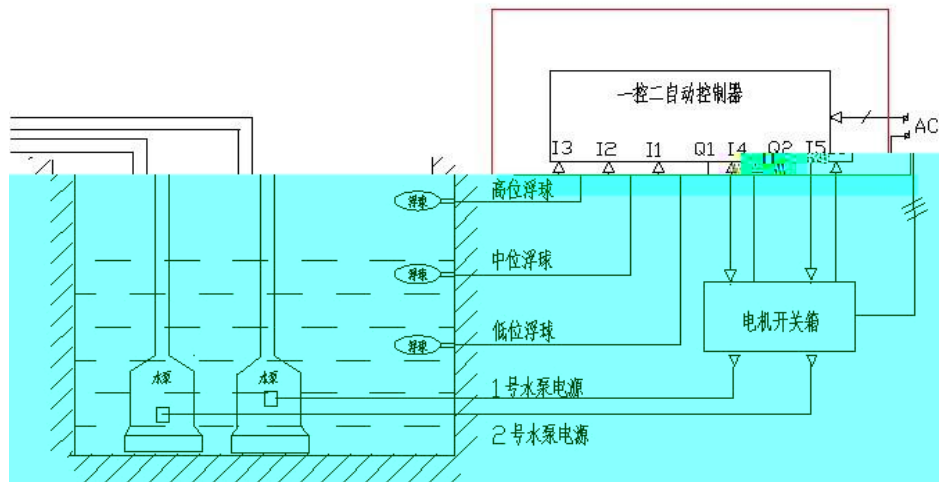 一控二自动控制器
AC
I3 I2 I1 Q1 I4 Q2 I5
高位浮球
浮球
中位浮球
浮球
电机开关箱
低位浮球
浮球
水泵 水泵
1号水泵电源
2号水泵电源